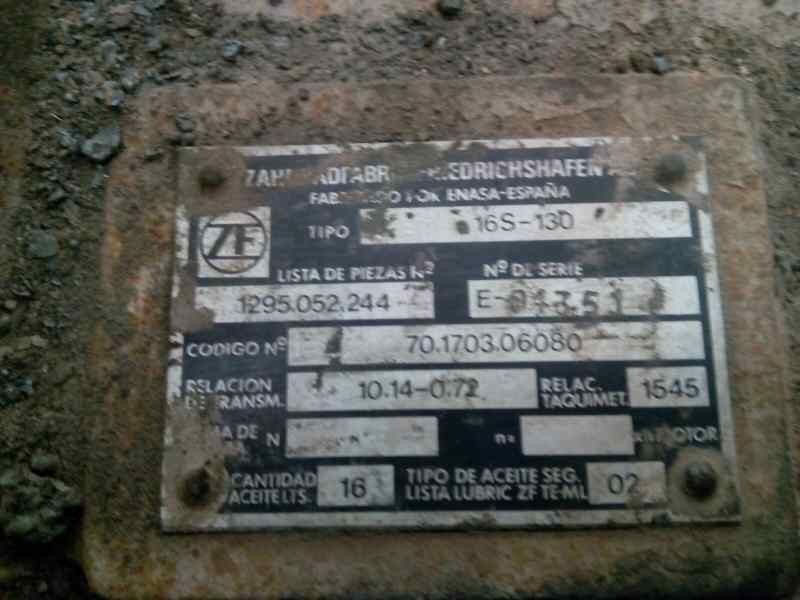 FRIEDRICHSHAFEN
FABRICADO POR ENASA-ESPAÑA
ZF
TIPO 16S-130
LISTA DE PIEZAS Nº Nº DE SERIE
1295.052.244
CODIGO Nº 70.1703.06080
RELACION DE TRANSM. 10.14-0.72 RELAC. TAQUIMET. 1545
DE N n= MOTOR
CANTIDAD ACEITE LTS. 16 TIPO DE ACEITE SEG. LISTA LUBRIC ZF TE-ML 02